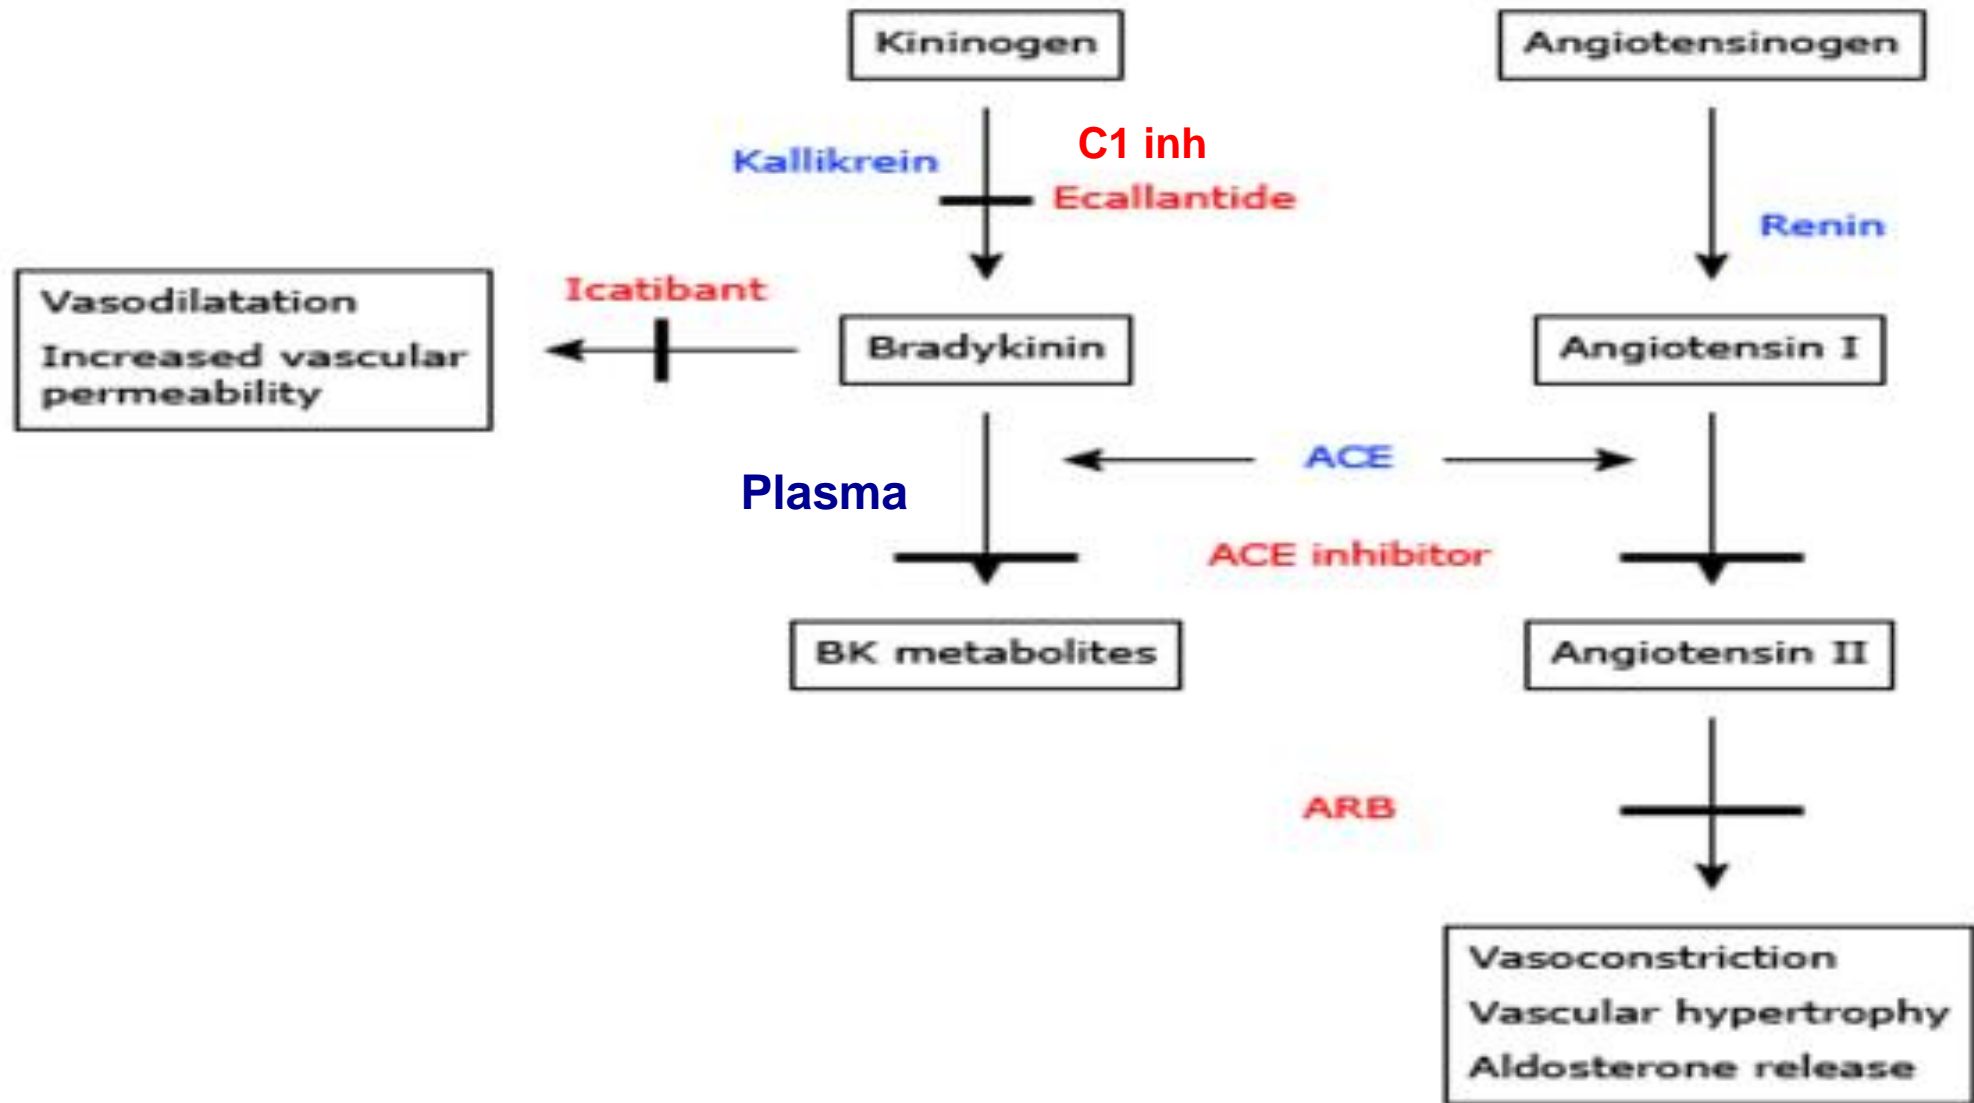 Kininogen
Angiotensinogen
C1 inh
Kallikrein
Ecallantide
Renin
Vasodilatation
Increased vascular
permeability
Icatibant
Bradykinin
Angiotensin I
ACE
Plasma
ACE inhibitor
BK metabolites
Angiotensin II
ARB
Vasoconstriction
Vascular hypertrophy
Aldosterone release